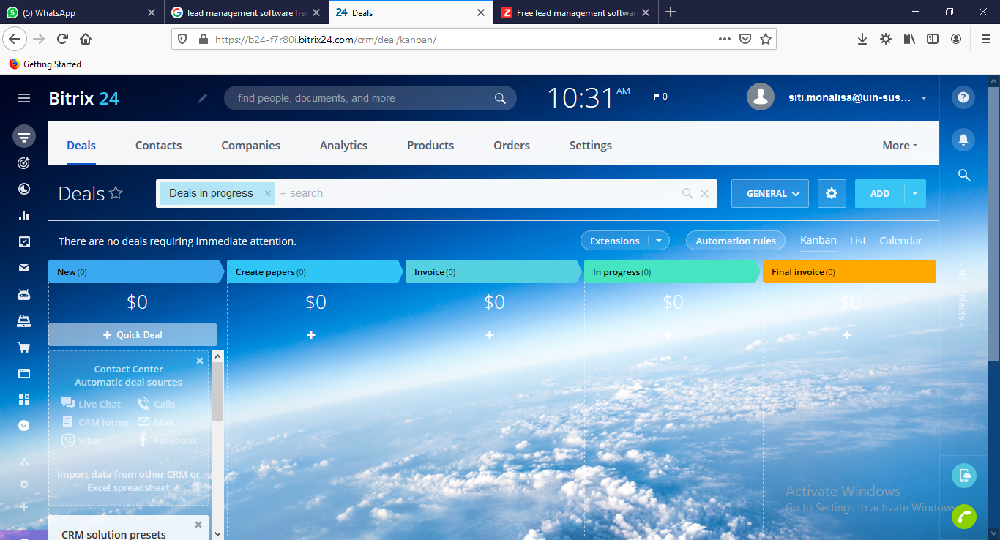 (5) WhatsApp
lead management software free
24 Deals
Free lead management software
https://b24-f7r80i.bitrix24.com/crm/deal/kanban/
Getting Started
Bitrix 24
find people, documents, and more
10:31 AM
0
siti.monalisa@uin-sus...
Deals
Contacts
Companies
Analytics
Products
Orders
Settings
More
Deals
Deals in progress
+ search
GENERAL
ADD
There are no deals requiring immediate attention.
Extensions
Automation rules
Kanban
List
Calendar
New (0)
Create papers (0)
Invoice (0)
In progress (0)
Final invoice (0)
$0
$0
$0
$0
$0
+ Quick Deal
+
+
+
+
Contact Center
Automatic deal sources
Live Chat
Calls
CRM forms
Mail
Viber
Facebook
Import data from other CRM or
Excel spreadsheet
CRM solution presets
- No contacts -
Activate Windows
Go to Settings to activate Windows